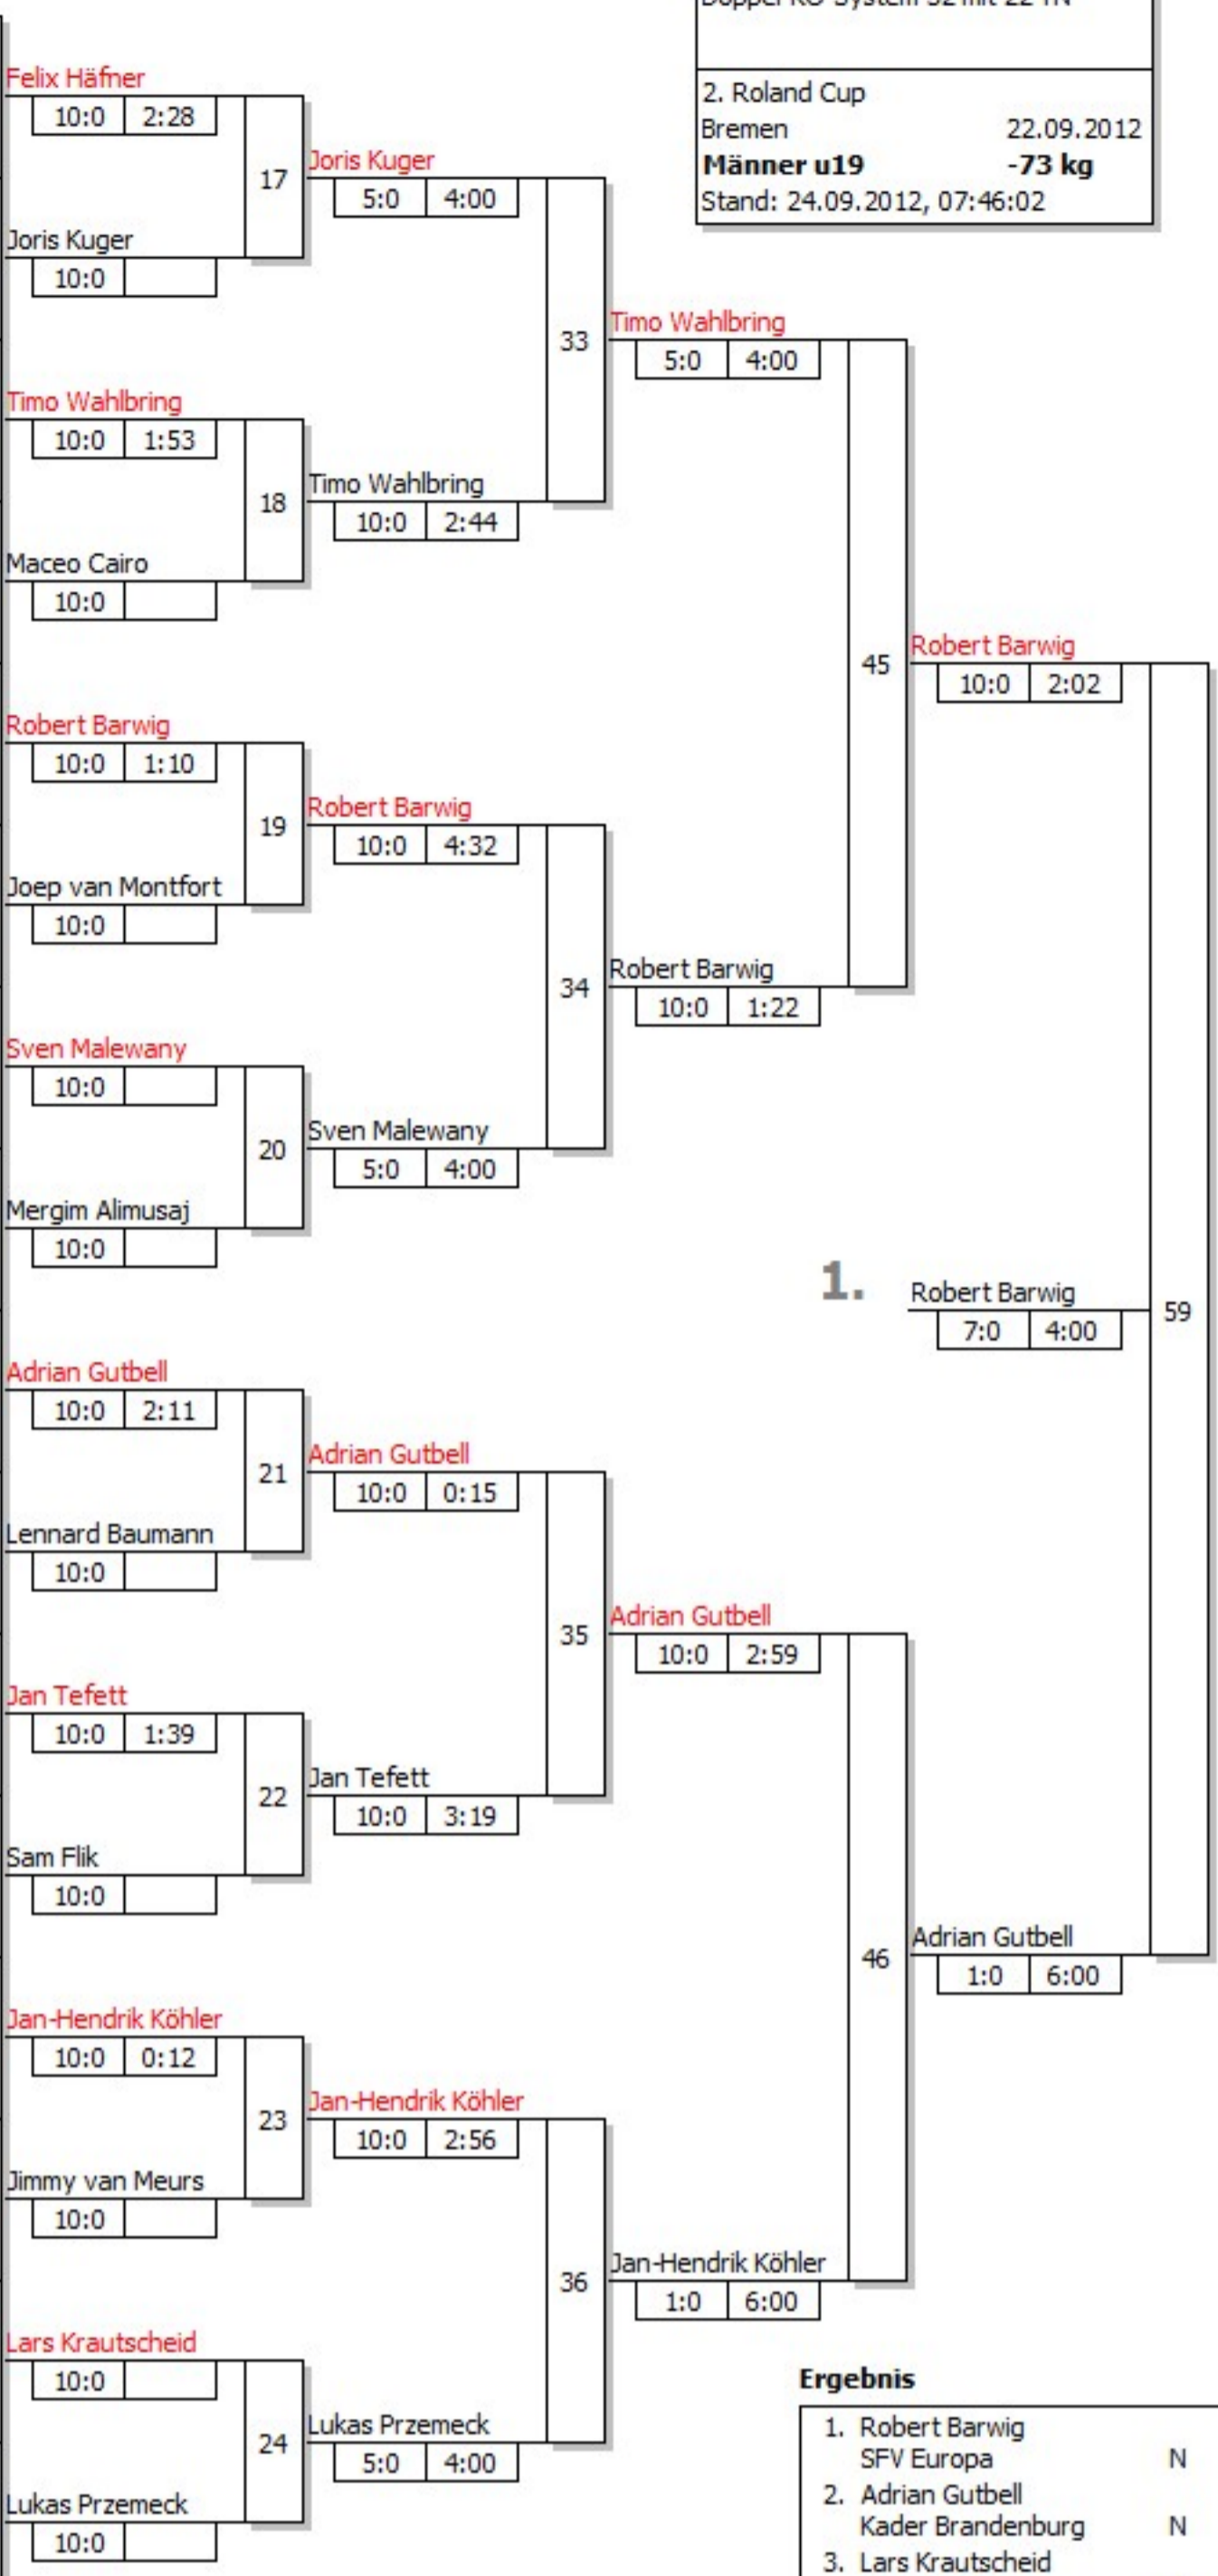 Doppel-KO-System 32 mit 22 TN
2. Roland Cup
Bremen 22.09.2012
Männer u19 -73 kg
Stand: 24.09.2012, 07:46:02
Felix Häfner
10:0 2:28
17
Joris Kuger
10:0
Joris Kuger
5:0 4:00
33
Timo Wahlbring
10:0 1:53
18
Maceo Cairo
10:0
Timo Wahlbring
10:0 2:44
Timo Wahlbring
5:0 4:00
45
Robert Barwig
10:0 1:10
19
Joep van Montfort
10:0
Robert Barwig
10:0 4:32
34
Sven Malewany
10:0
20
Mergim Alimusaj
10:0
Sven Malewany
5:0 4:00
Robert Barwig
10:0 1:22
Robert Barwig
10:0 2:02
1. Robert Barwig
7:0 4:00
59
Adrian Gutbell
10:0 2:11
21
Lennard Baumann
10:0
Adrian Gutbell
10:0 0:15
35
Jan Tefett
10:0 1:39
22
Sam Flik
10:0
Jan Tefett
10:0 3:19
Adrian Gutbell
10:0 2:59
46
Adrian Gutbell
1:0 6:00
Jan-Hendrik Köhler
10:0 0:12
23
Jimmy van Meurs
10:0
Jan-Hendrik Köhler
10:0 2:56
36
Jan-Hendrik Köhler
1:0 6:00
Lars Krautscheid
10:0
24
Lukas Przemeck
10:0
Lukas Przemeck
5:0 4:00
Ergebnis
1. Robert Barwig
SFV Europa N
2. Adrian Gutbell
Kader Brandenburg N
3. Lars Krautscheid